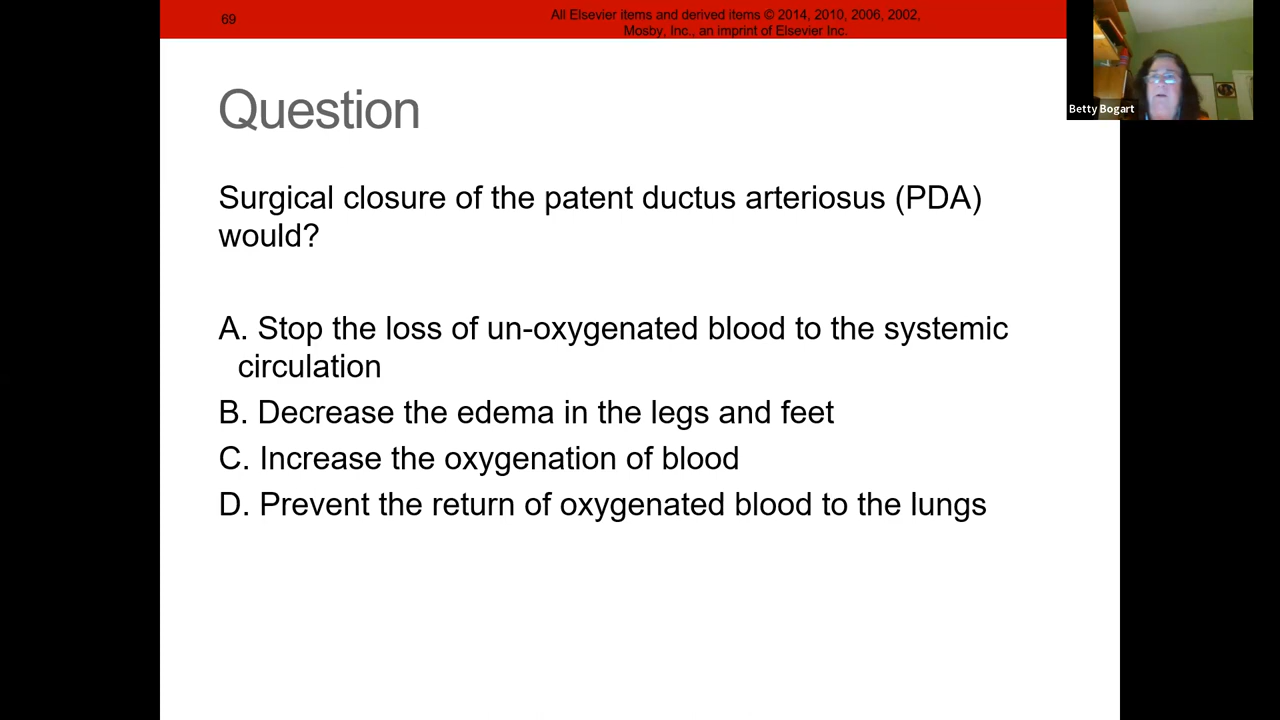 69
All Elsevier items and derived items © 2014, 2010, 2006, 2002,
Mosby, Inc., an imprint of Elsevier Inc.
Betty Bogart
Question
Surgical closure of the patent ductus arteriosus (PDA)
would?
A. Stop the loss of un-oxygenated blood to the systemic
circulation
B. Decrease the edema in the legs and feet
C. Increase the oxygenation of blood
D. Prevent the return of oxygenated blood to the lungs